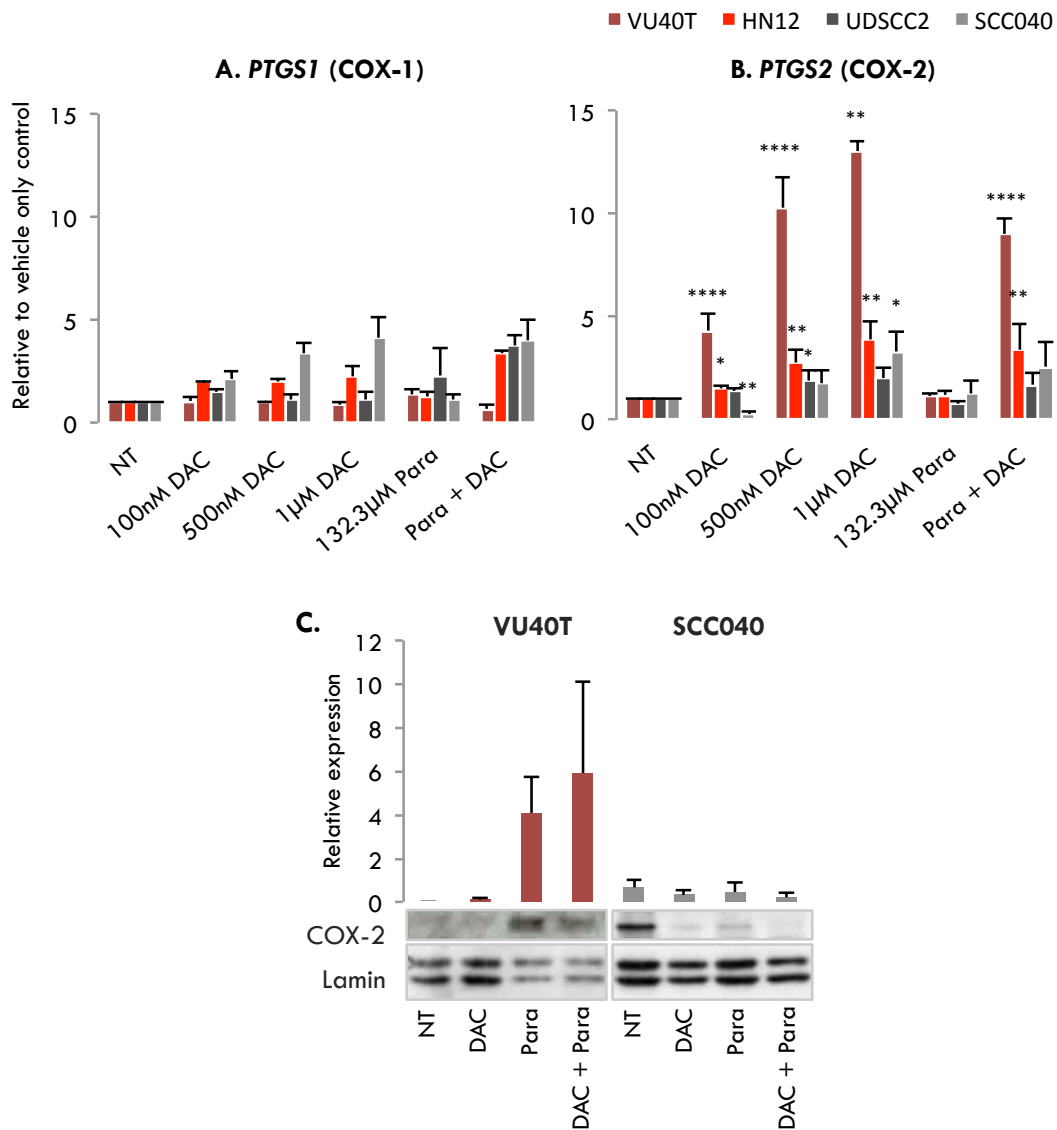 VU40T HN12 UDSCC2 SCC040
A. PTGS1 (COX-1)
B. PTGS2 (COX-2)
Relative to vehicle only control
15
10
5
0
NT
100nM DAC
500nM DAC
1µM DAC
132.3µM Para
Para + DAC
15
10
5
0
****
*
**
****
**
*
**
**
*
****
**
NT
100nM DAC
500nM DAC
1µM DAC
132.3µM Para
Para + DAC
C.
VU40T
SCC040
Relative expression
12
10
8
6
4
2
0
COX-2
Lamin
NT
DAC
Para
DAC + Para
NT
DAC
Para
DAC + Para